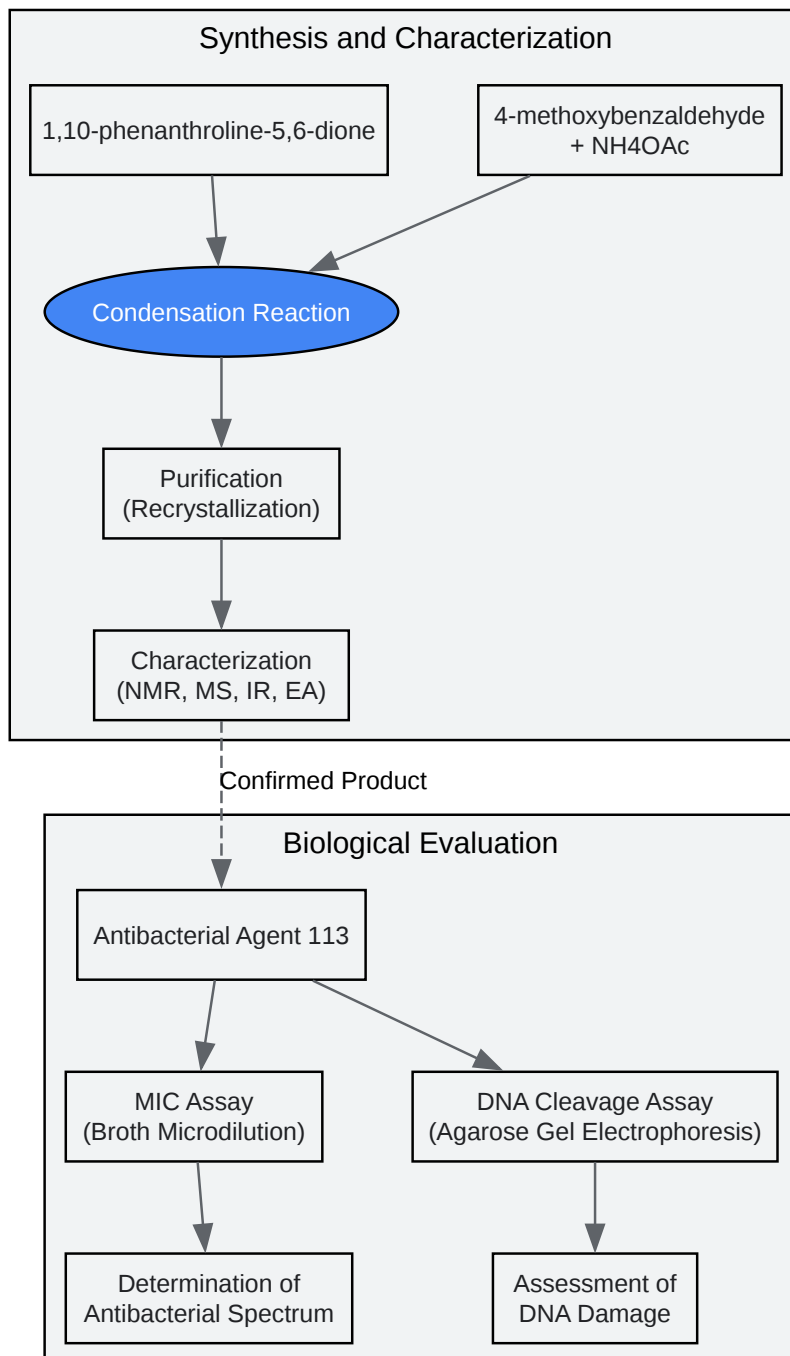 Synthesis and Characterization
1,10-phenanthroline-5,6-dione
4-methoxybenzaldehyde
+ NH4OAc
Condensation Reaction
Purification
(Recrystallization)
Characterization
(NMR, MS, IR, EA)
Confirmed Product
Biological Evaluation
Antibacterial Agent 113
MIC Assay
(Broth Microdilution)
DNA Cleavage Assay
(Agarose Gel Electrophoresis)
Determination of
Antibacterial Spectrum
Assessment of
DNA Damage